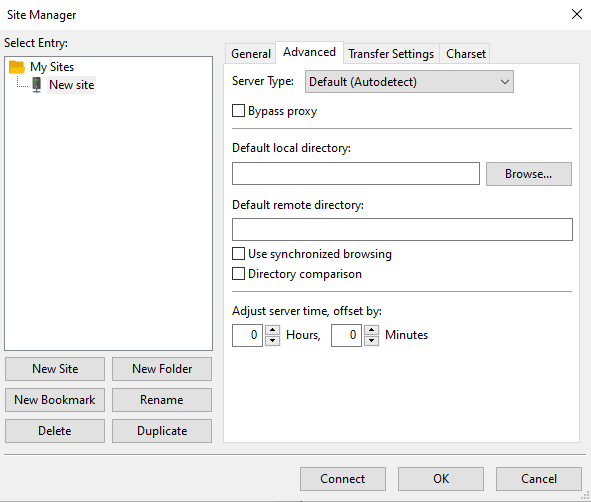 Site Manager
Select Entry:
My Sites
New site
New Site
New Folder
New Bookmark
Rename
Delete
Duplicate
General
Advanced
Transfer Settings
Charset
Server Type:
Default (Autodetect)
Bypass proxy
Default local directory:
Browse...
Default remote directory:
Use synchronized browsing
Directory comparison
Adjust server time, offset by:
0 Hours, 0 Minutes
Connect
OK
Cancel